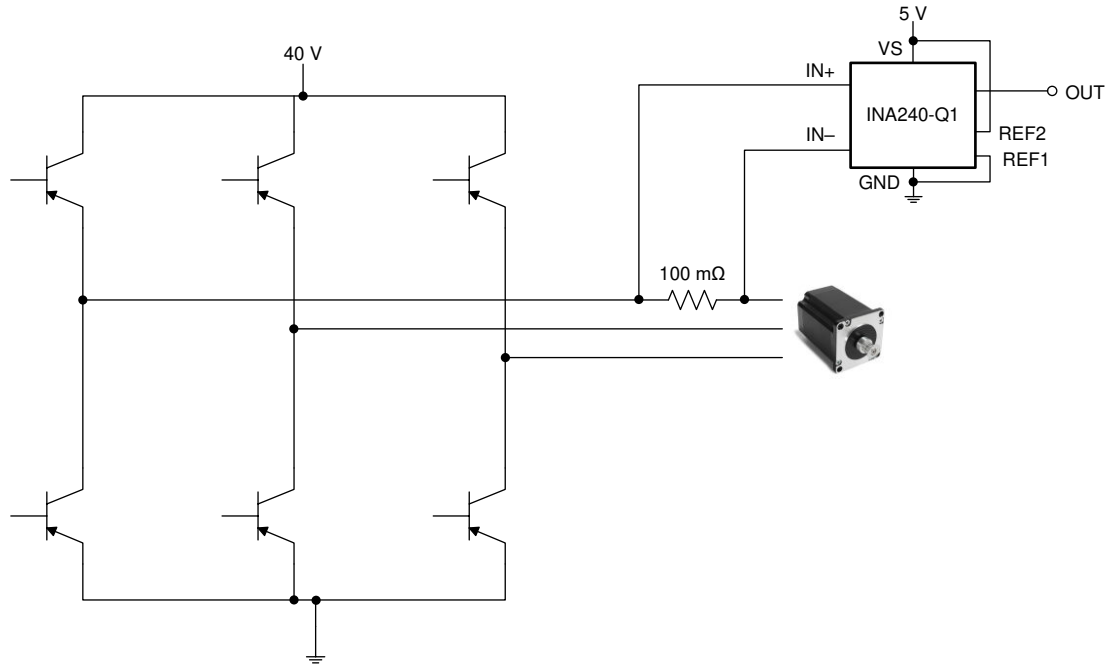 5 V
VS
40 V
IN+
INA240-Q1
OUT
REF2
IN–
REF1
GND
100 mΩ